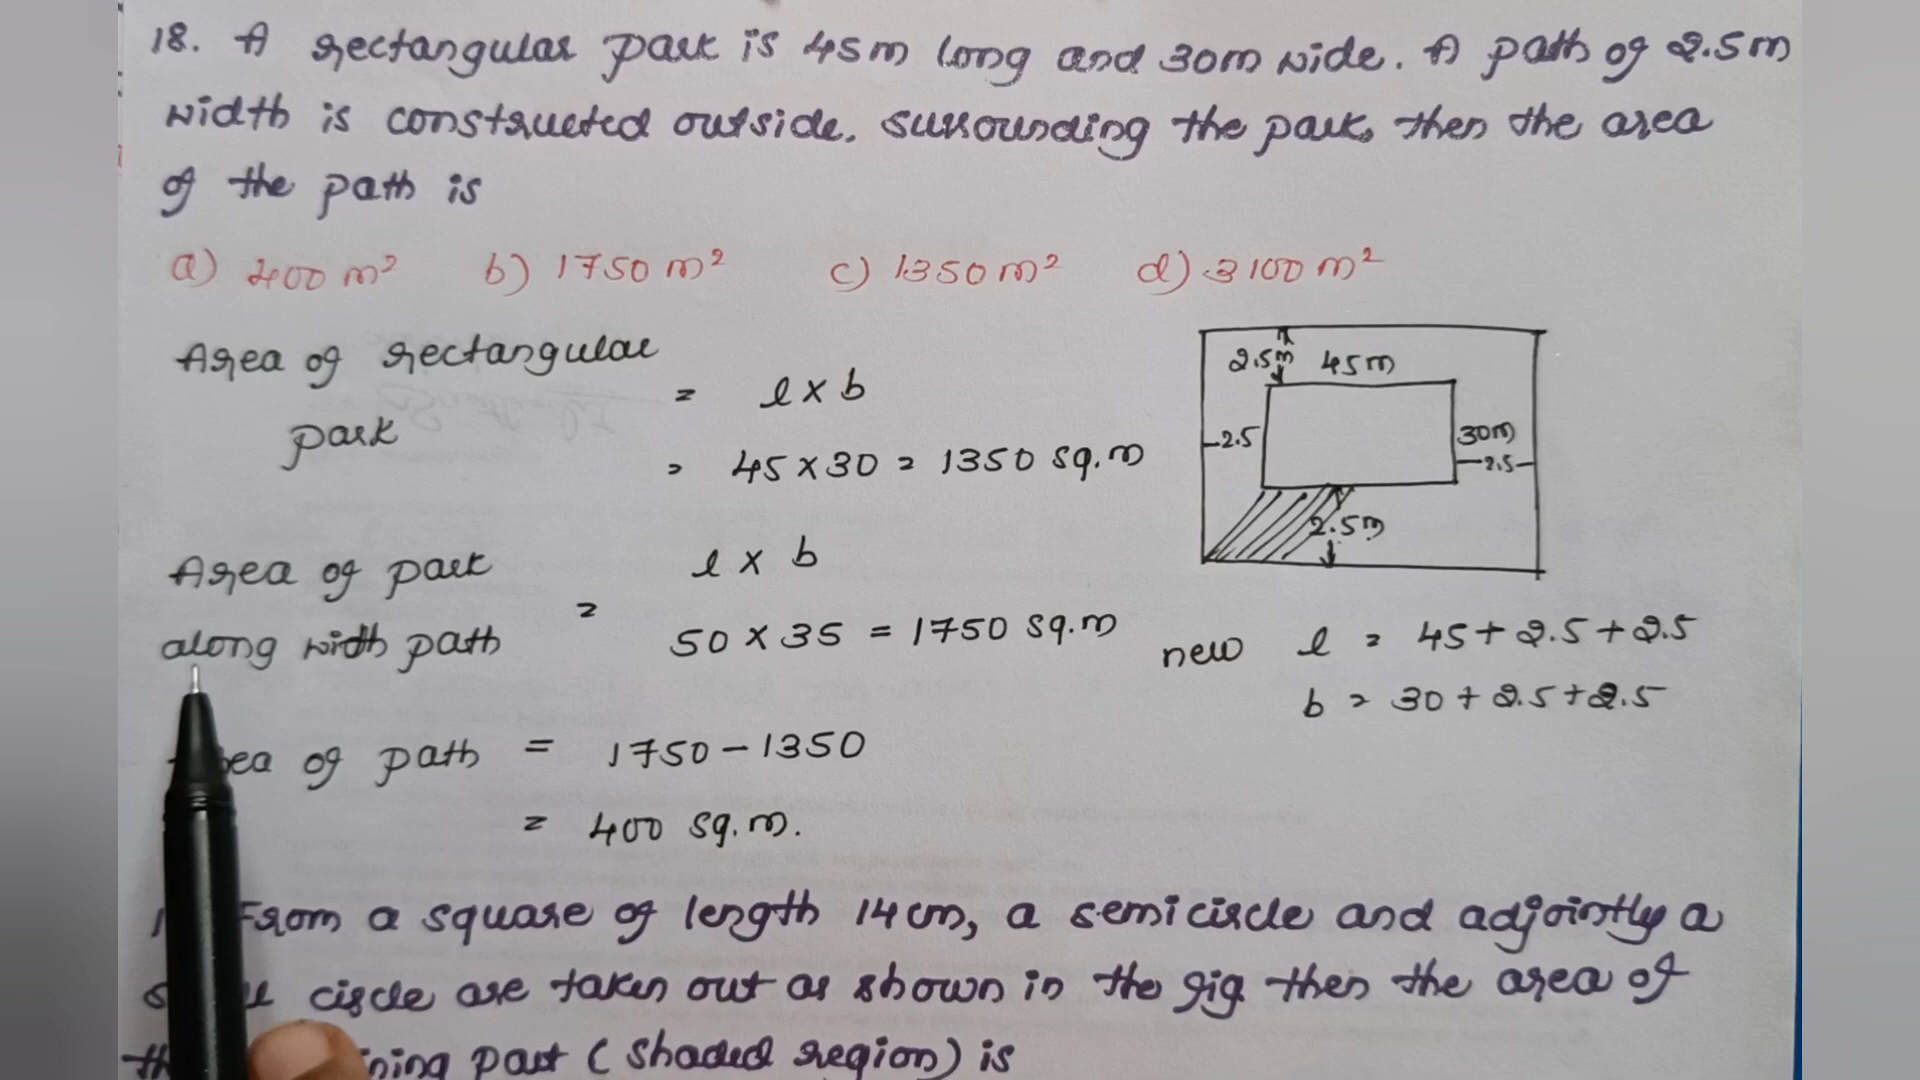 18. A rectangular park is 45m long and 30m wide. A path of 2.5m
width is constructed outside. surrounding the park, then the area
of the path is
a) 400 m² b) 1750 m² c) 1350 m² d) 3100 m²
Area of rectangular
park
= l x b
= 45 x 30 = 1350 sq.m
2.5m 45m
2.5
30m
2.5
2.5m
Area of park
along with path
= l x b
50 x 35 = 1750 sq.m
new l = 45 + 2.5 + 2.5
b = 30 + 2.5 + 2.5
of path = 1750 - 1350
= 400 sq.m.
From a square of length 14cm, a semicircle and adjointly a
circle are taken out as shown in the fig then the area of
part (shaded region) is